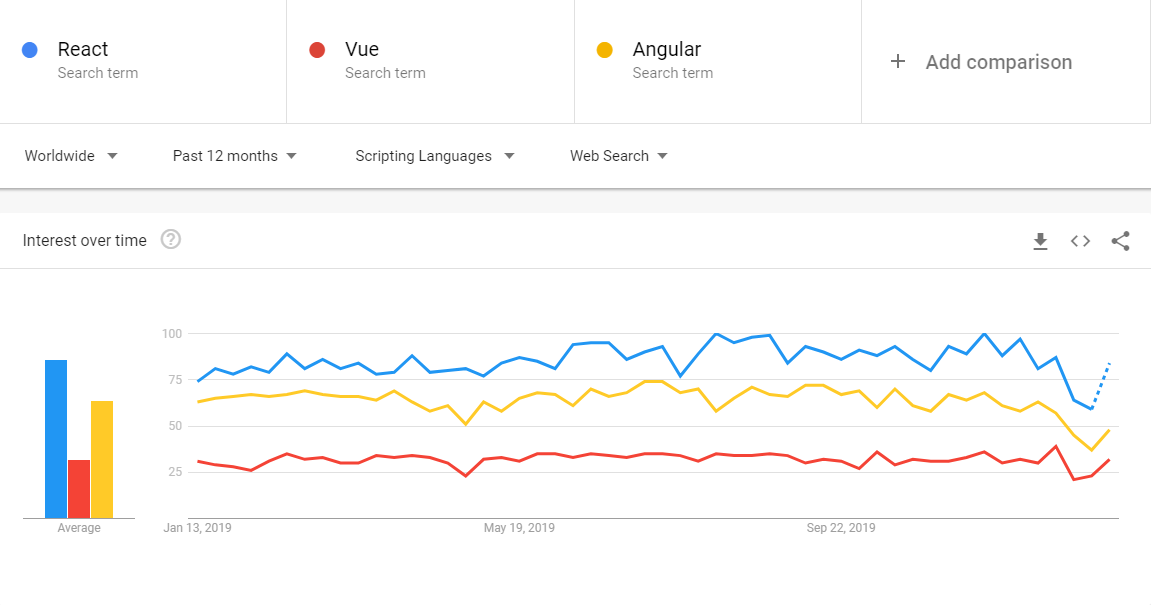 React
Search term
Vue
Search term
Angular
Search term
+ Add comparison
Worldwide
Past 12 months
Scripting Languages
Web Search
Interest over time ?
100
75
50
25
Average
Jan 13, 2019
May 19, 2019
Sep 22, 2019